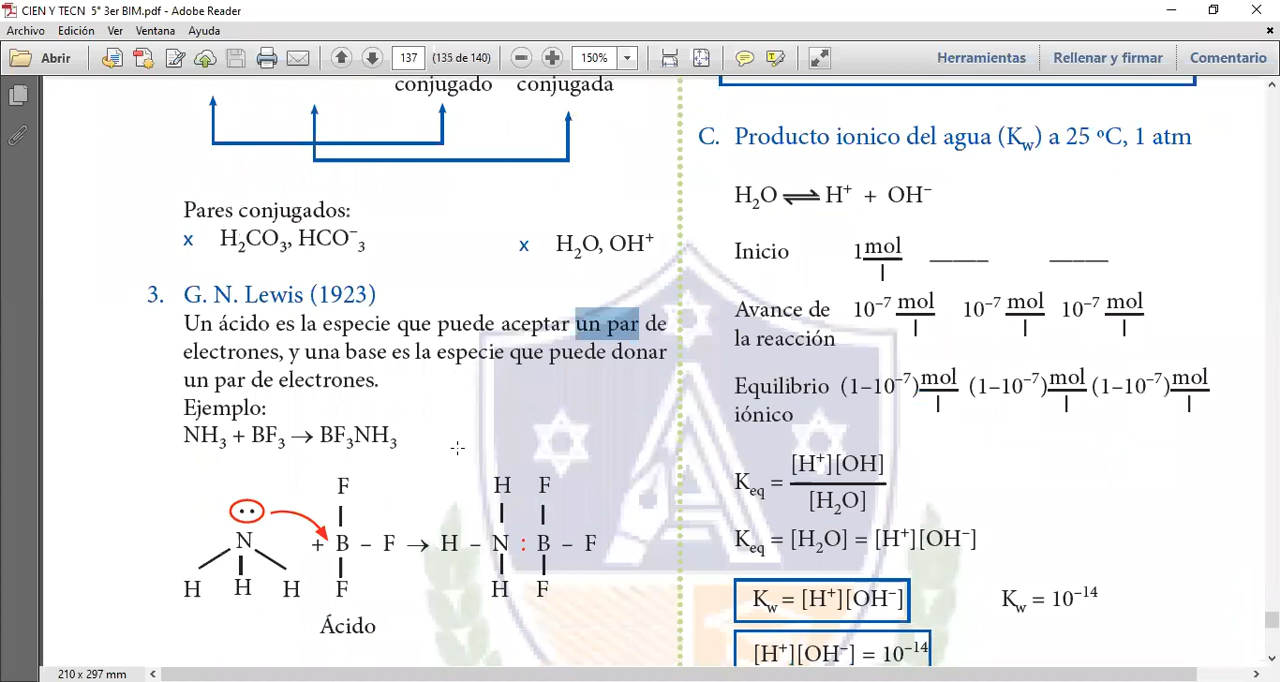 CIEN Y TECN 5° 3er BIM.pdf - Adobe Reader
Archivo Edición Ver Ventana Ayuda
Abrir 137 (135 de 140) 150% Herramientas Rellenar y firmar Comentario
conjugado conjugada
Pares conjugados:
x H₂CO₃, HCO⁻₃ x H₂O, OH⁺
3. G. N. Lewis (1923)
Un ácido es la especie que puede aceptar un par de
electrones, y una base es la especie que puede donar
un par de electrones.
Ejemplo:
NH₃ + BF₃ → BF₃NH₃
F H F
N + B – F → H – N : B – F
H H H F H F
Ácido
C. Producto ionico del agua (Kw) a 25 ºC, 1 atm
H₂O ⇌ H⁺ + OH⁻
Inicio 1 mol/l ____ ____
Avance de 10⁻⁷ mol/l 10⁻⁷ mol/l 10⁻⁷ mol/l
la reacción
Equilibrio (1–10⁻⁷) mol/l (1–10⁻⁷) mol/l (1–10⁻⁷) mol/l
iónico
Keq = [H⁺][OH] / [H₂O]
Keq = [H₂O] = [H⁺][OH⁻]
Kw = [H⁺][OH⁻] Kw = 10⁻¹⁴
[H⁺][OH⁻] = 10⁻¹⁴
210 x 297 mm